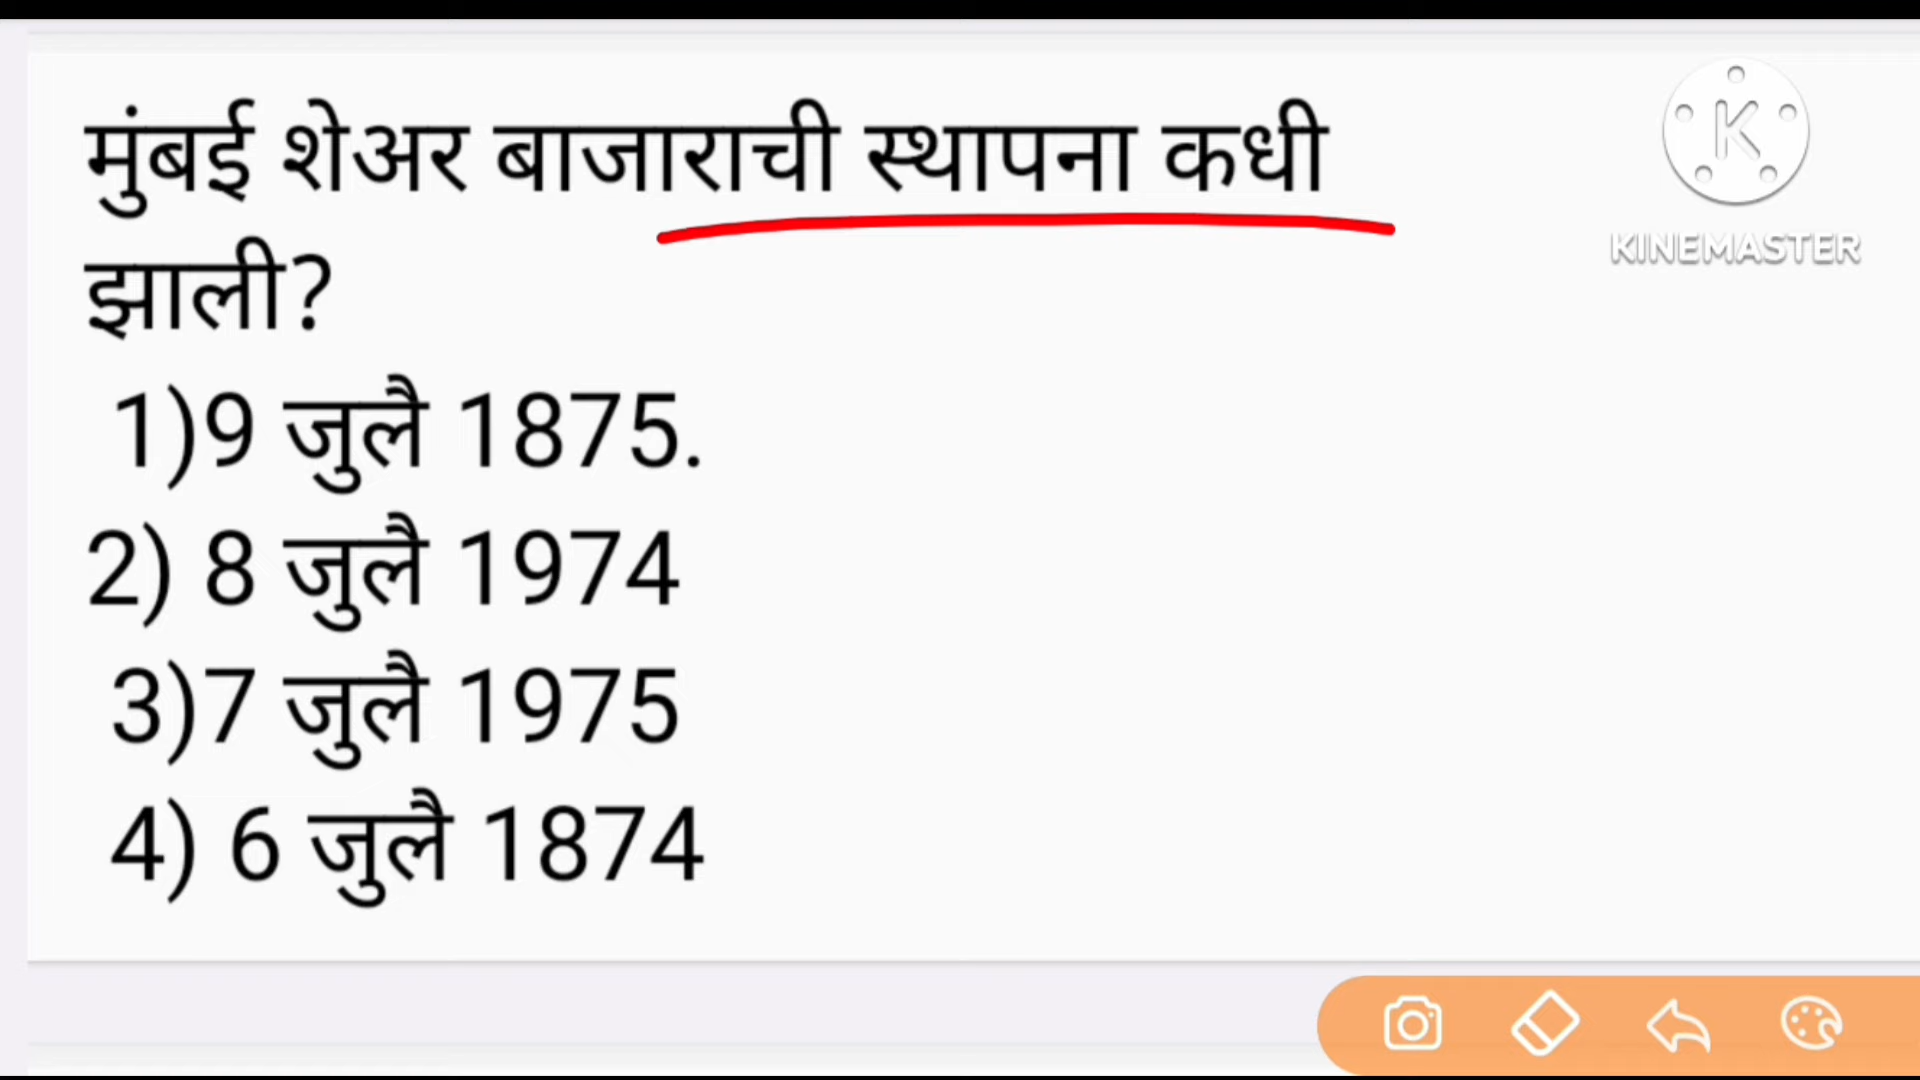 मुंबई शेअर बाजाराची स्थापना कधी
झाली?
1)9 जुलै 1875.
2) 8 जुलै 1974
3)7 जुलै 1975
4) 6 जुलै 1874
K
KINEMASTER